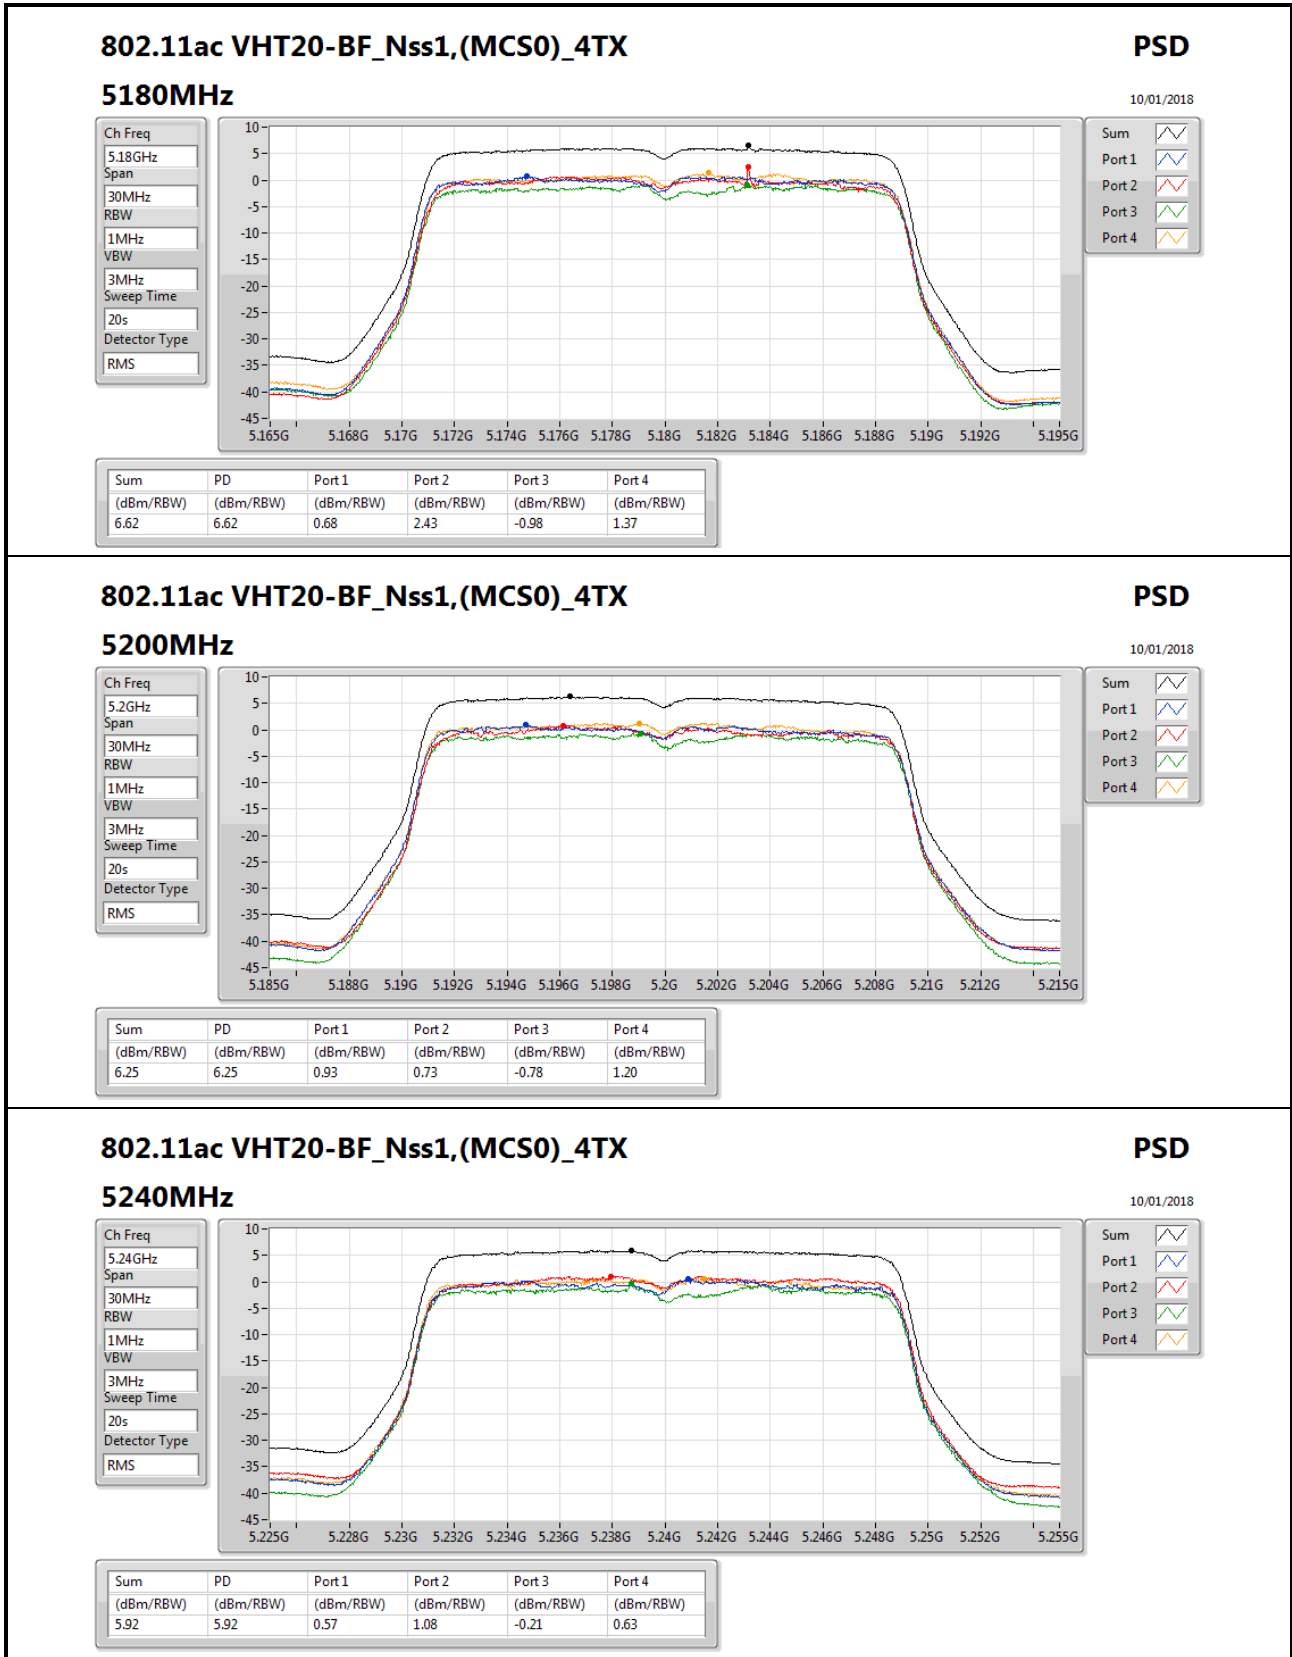 802.11ac VHT20-BF_Nss1,(MCS0)_4TX PSD
5180MHz
10/01/2018
Ch Freq
5.18GHz
Span
30MHz
RBW
1MHz
VBW
3MHz
Sweep Time
20s
Detector Type
RMS
10
5
0
-5
-10
-15
-20
-25
-30
-35
-40
-45
5.165G 5.168G 5.17G 5.172G 5.174G 5.176G 5.178G 5.18G 5.182G 5.184G 5.186G 5.188G 5.19G 5.192G 5.195G
Sum
Port 1
Port 2
Port 3
Port 4
Sum PD Port 1 Port 2 Port 3 Port 4
(dBm/RBW) (dBm/RBW) (dBm/RBW) (dBm/RBW) (dBm/RBW) (dBm/RBW)
6.62 6.62 0.68 2.43 -0.98 1.37
802.11ac VHT20-BF_Nss1,(MCS0)_4TX PSD
5200MHz
10/01/2018
Ch Freq
5.2GHz
Span
30MHz
RBW
1MHz
VBW
3MHz
Sweep Time
20s
Detector Type
RMS
10
5
0
-5
-10
-15
-20
-25
-30
-35
-40
-45
5.185G 5.188G 5.19G 5.192G 5.194G 5.196G 5.198G 5.2G 5.202G 5.204G 5.206G 5.208G 5.21G 5.212G 5.215G
Sum
Port 1
Port 2
Port 3
Port 4
Sum PD Port 1 Port 2 Port 3 Port 4
(dBm/RBW) (dBm/RBW) (dBm/RBW) (dBm/RBW) (dBm/RBW) (dBm/RBW)
6.25 6.25 0.93 0.73 -0.78 1.20
802.11ac VHT20-BF_Nss1,(MCS0)_4TX PSD
5240MHz
10/01/2018
Ch Freq
5.24GHz
Span
30MHz
RBW
1MHz
VBW
3MHz
Sweep Time
20s
Detector Type
RMS
10
5
0
-5
-10
-15
-20
-25
-30
-35
-40
-45
5.225G 5.228G 5.23G 5.232G 5.234G 5.236G 5.238G 5.24G 5.242G 5.244G 5.246G 5.248G 5.25G 5.252G 5.255G
Sum
Port 1
Port 2
Port 3
Port 4
Sum PD Port 1 Port 2 Port 3 Port 4
(dBm/RBW) (dBm/RBW) (dBm/RBW) (dBm/RBW) (dBm/RBW) (dBm/RBW)
5.92 5.92 0.57 1.08 -0.21 0.63